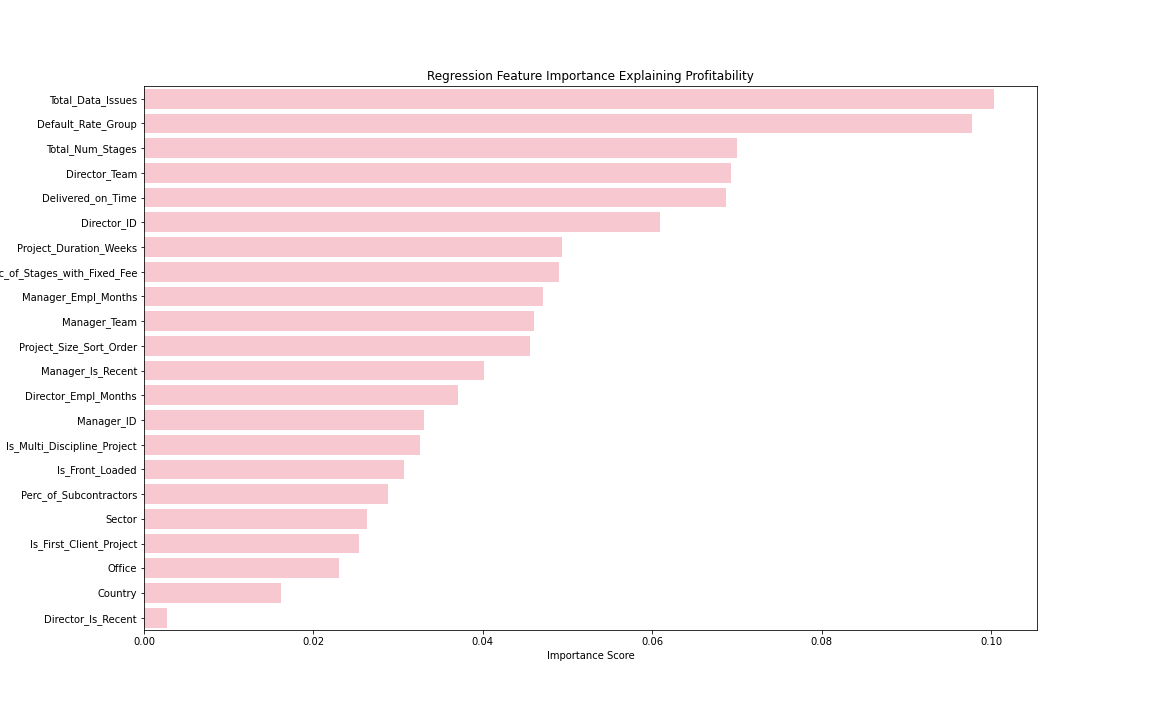 Regression Feature Importance Explaining Profitability
Total_Data_Issues
Default_Rate_Group
Total_Num_Stages
Director_Team
Delivered_on_Time
Director_ID
Project_Duration_Weeks
c_of_Stages_with_Fixed_Fee
Manager_Empl_Months
Manager_Team
Project_Size_Sort_Order
Manager_Is_Recent
Director_Empl_Months
Manager_ID
Is_Multi_Discipline_Project
Is_Front_Loaded
Perc_of_Subcontractors
Sector
Is_First_Client_Project
Office
Country
Director_Is_Recent
0.00 0.02 0.04 0.06 0.08 0.10
Importance Score